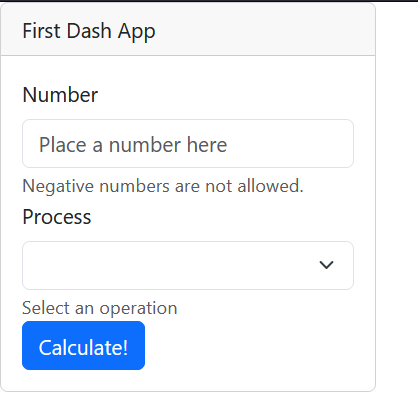 First Dash App
Number
Place a number here
Negative numbers are not allowed.
Process
Select an operation
Calculate!